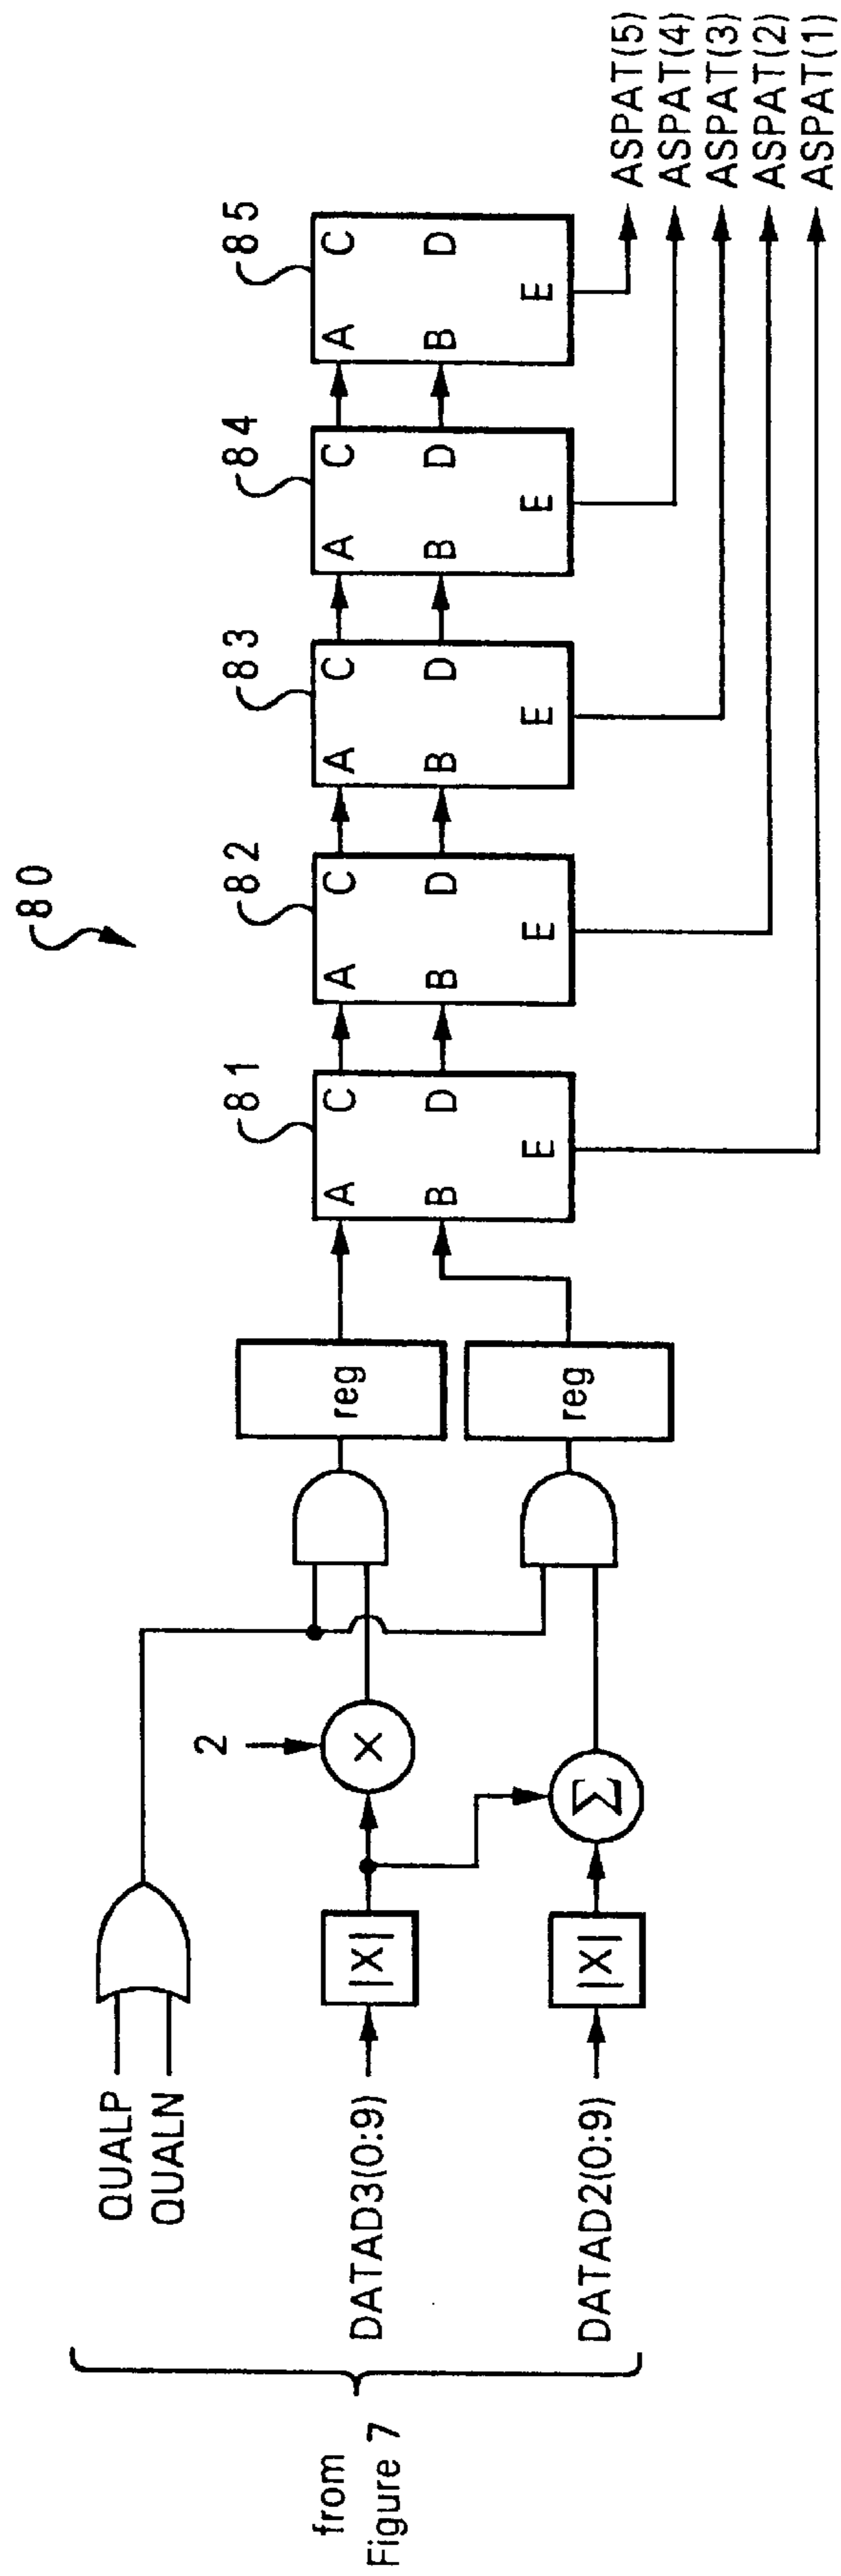 80
81
82
83
84
85
A
B
C
D
E
A
B
C
D
E
A
B
C
D
E
A
B
C
D
E
A
B
C
D
E
ASPAT(5)
ASPAT(4)
ASPAT(3)
ASPAT(2)
ASPAT(1)
QUALP
QUALN
2
X
Σ
|X|
|X|
reg
reg
DATAD3(0:9)
DATAD2(0:9)
from
Figure 7